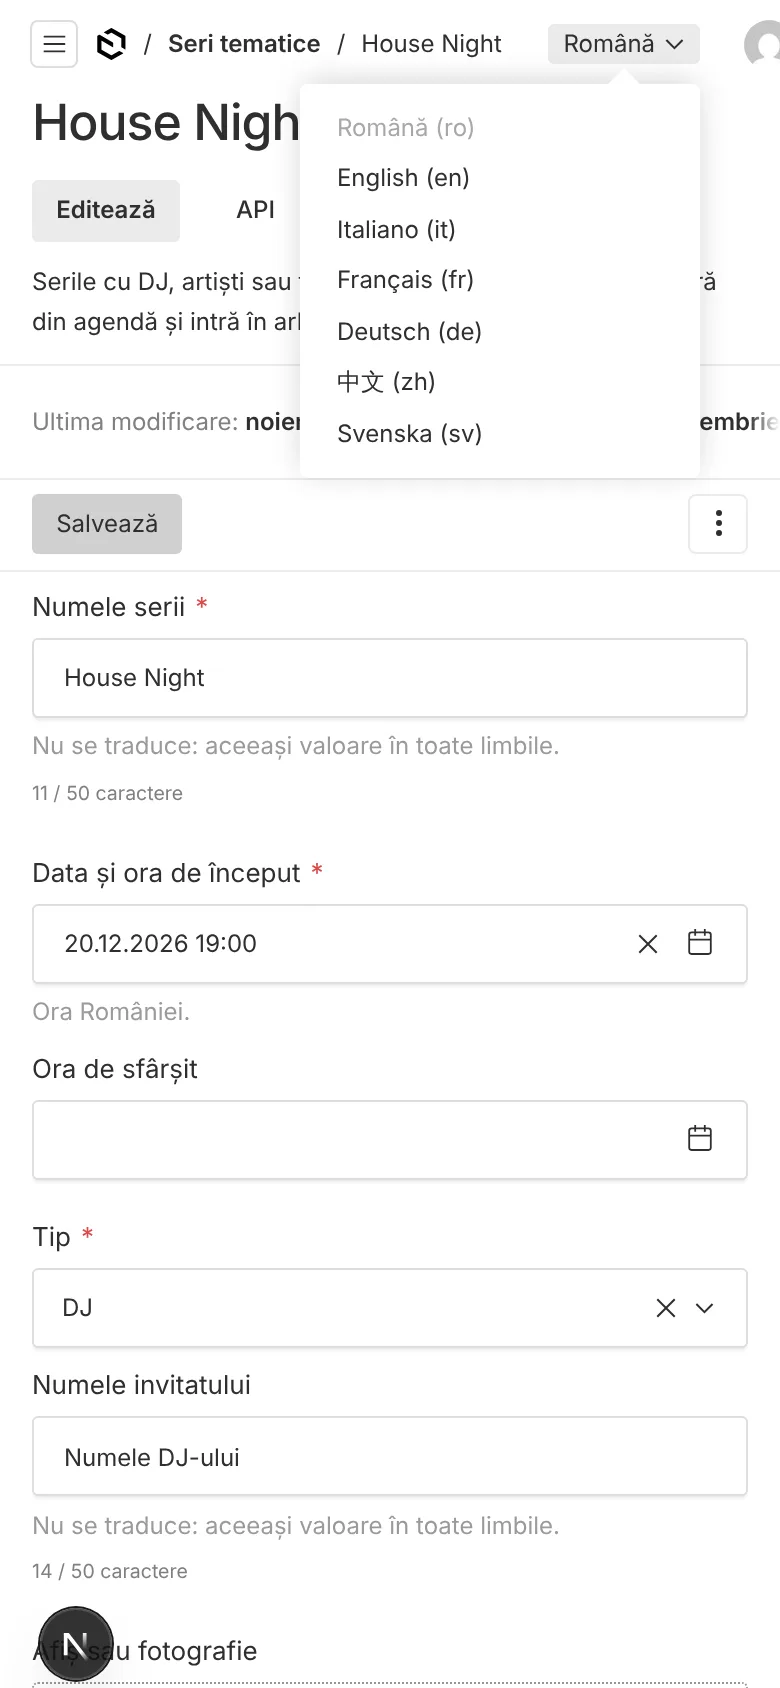 / Seri tematice / House Night Română
House Nigh
Română (ro)
English (en)
Italiano (it)
Français (fr)
Deutsch (de)
中文 (zh)
Svenska (sv)
Editează API
Serile cu DJ, artiști sau
din agendă și intră în
Ultima modificare:
Salvează
Numele serii *
House Night
Nu se traduce: aceeași valoare în toate limbile.
11 / 50 caractere
Data și ora de început *
20.12.2026 19:00
Ora României.
Ora de sfârșit
Tip *
DJ
Numele invitatului
Numele DJ-ului
Nu se traduce: aceeași valoare în toate limbile.
14 / 50 caractere
N
fotografie